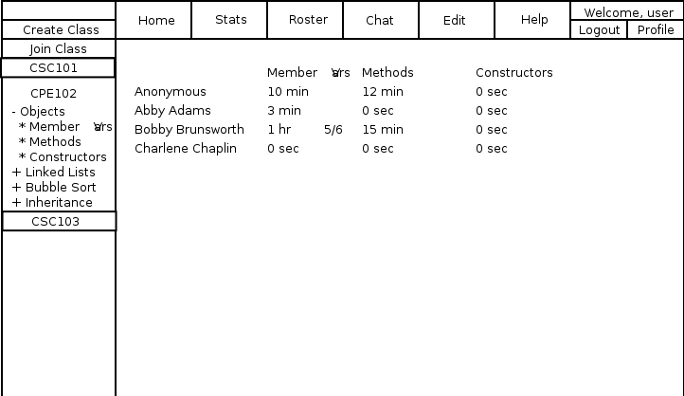 Home Stats Roster Chat Edit Help Welcome, user
Create Class Logout Profile
Join Class
CSC101
CPE102
- Objects
* Member Vars
* Methods
* Constructors
+ Linked Lists
+ Bubble Sort
+ Inheritance
CSC103
Member Vars Methods Constructors
Anonymous 10 min 12 min 0 sec
Abby Adams 3 min 0 sec 0 sec
Bobby Brunsworth 1 hr 5/6 15 min 0 sec
Charlene Chaplin 0 sec 0 sec 0 sec